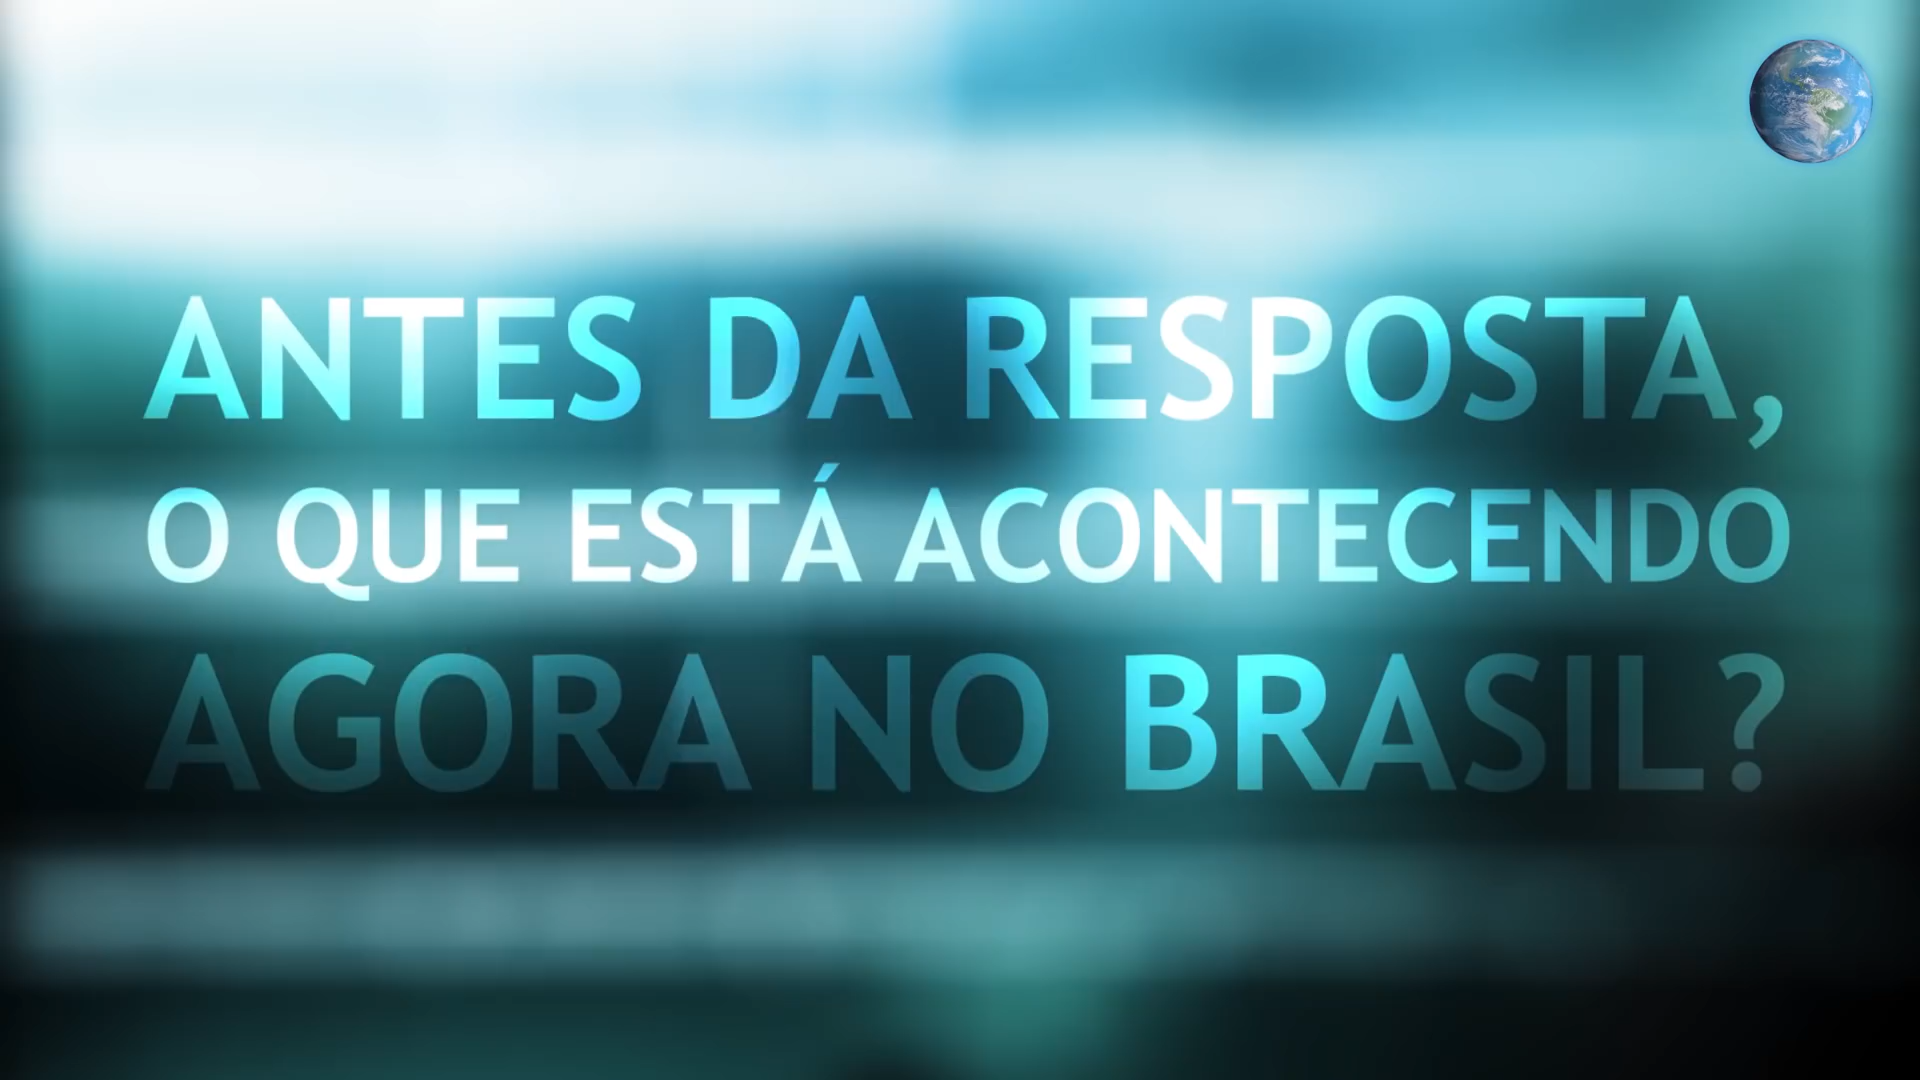 ANTES DA RESPOSTA,
O QUE ESTÁ ACONTECENDO
AGORA NO BRASIL?